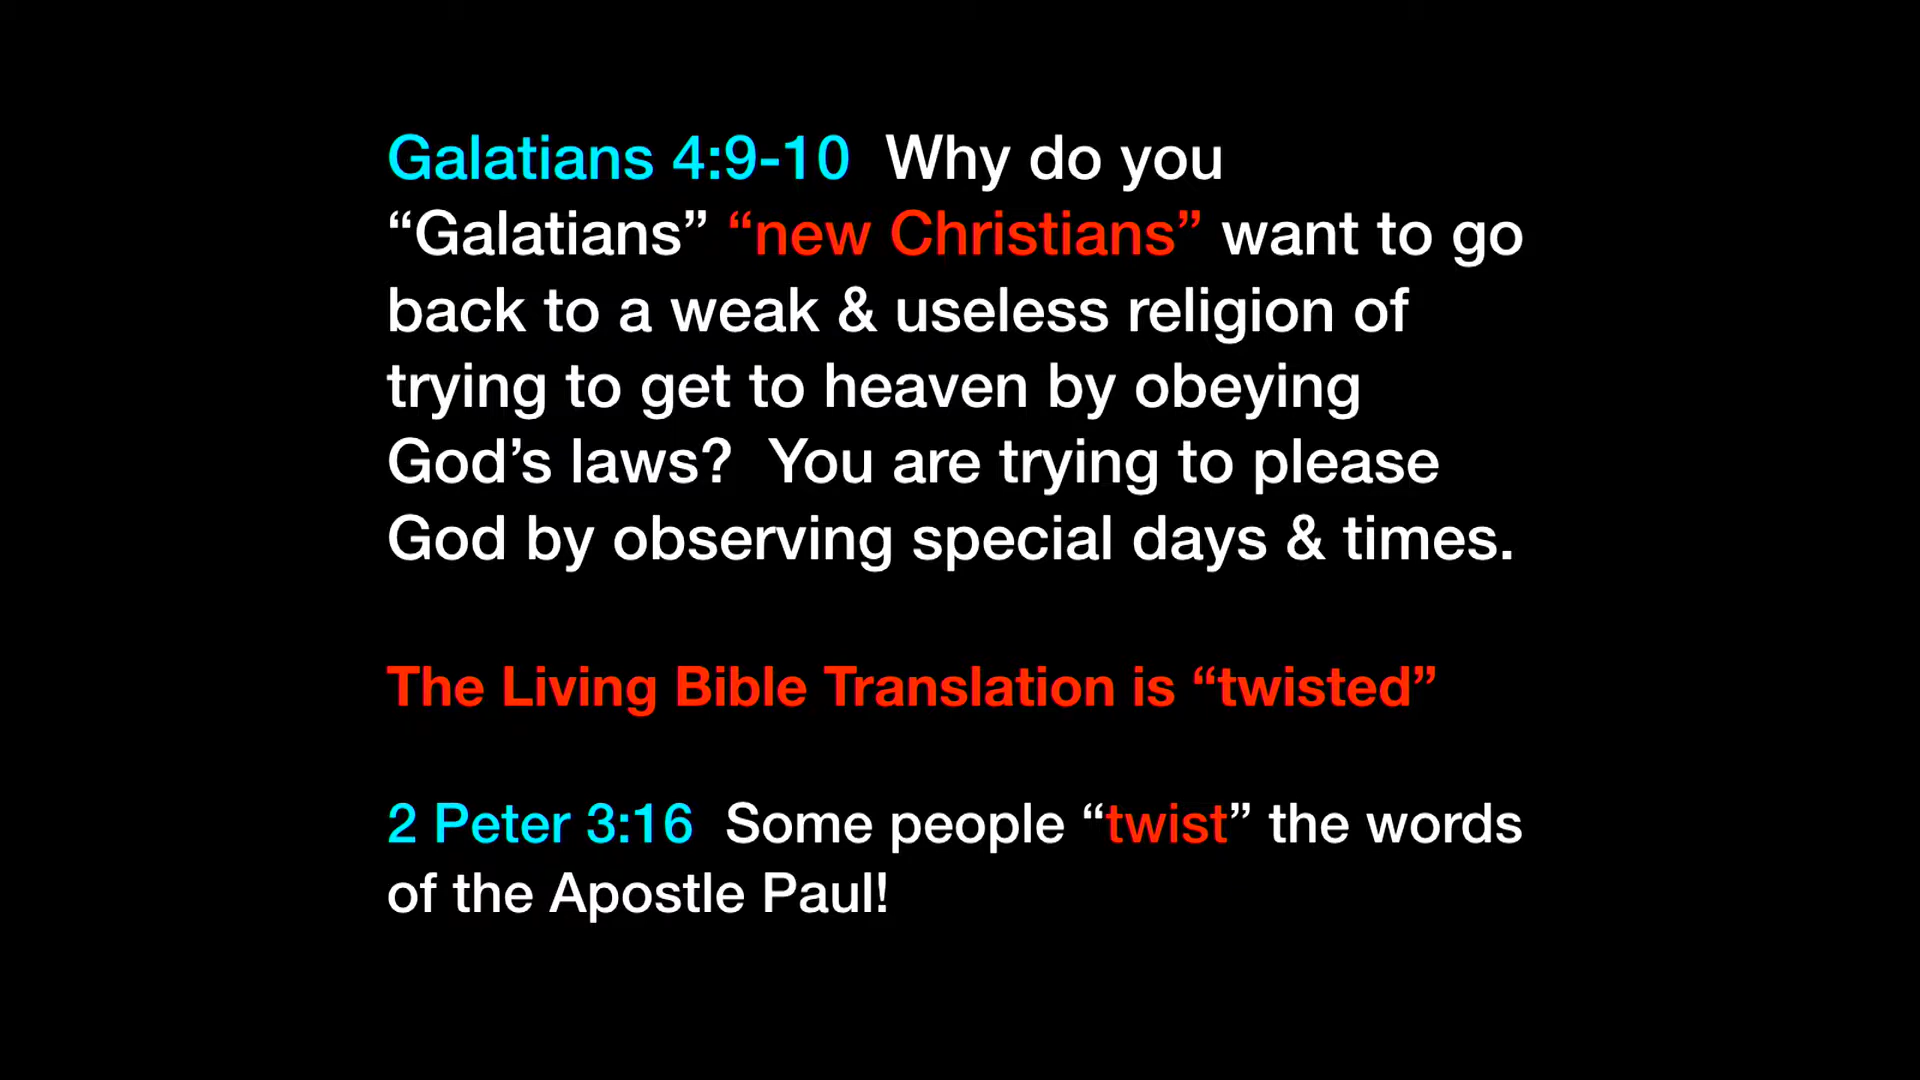 Galatians 4:9-10  Why do you
“Galatians” “new Christians” want to go
back to a weak & useless religion of
trying to get to heaven by obeying
God’s laws?  You are trying to please
God by observing special days & times.
The Living Bible Translation is “twisted”
2 Peter 3:16  Some people “twist” the words
of the Apostle Paul!